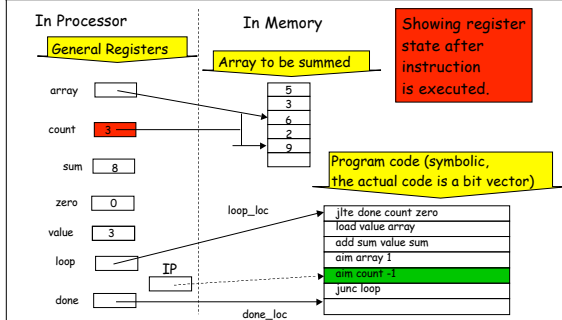 In Processor
In Memory
Showing register
state after
instruction
is executed.
General Registers
Array to be summed
array
count
3
sum
8
zero
0
value
3
loop
IP
done
5
3
6
2
9
Program code (symbolic,
the actual code is a bit vector)
loop_loc
done_loc
jlte done count zero
load value array
add sum value sum
aim array 1
aim count -1
junc loop